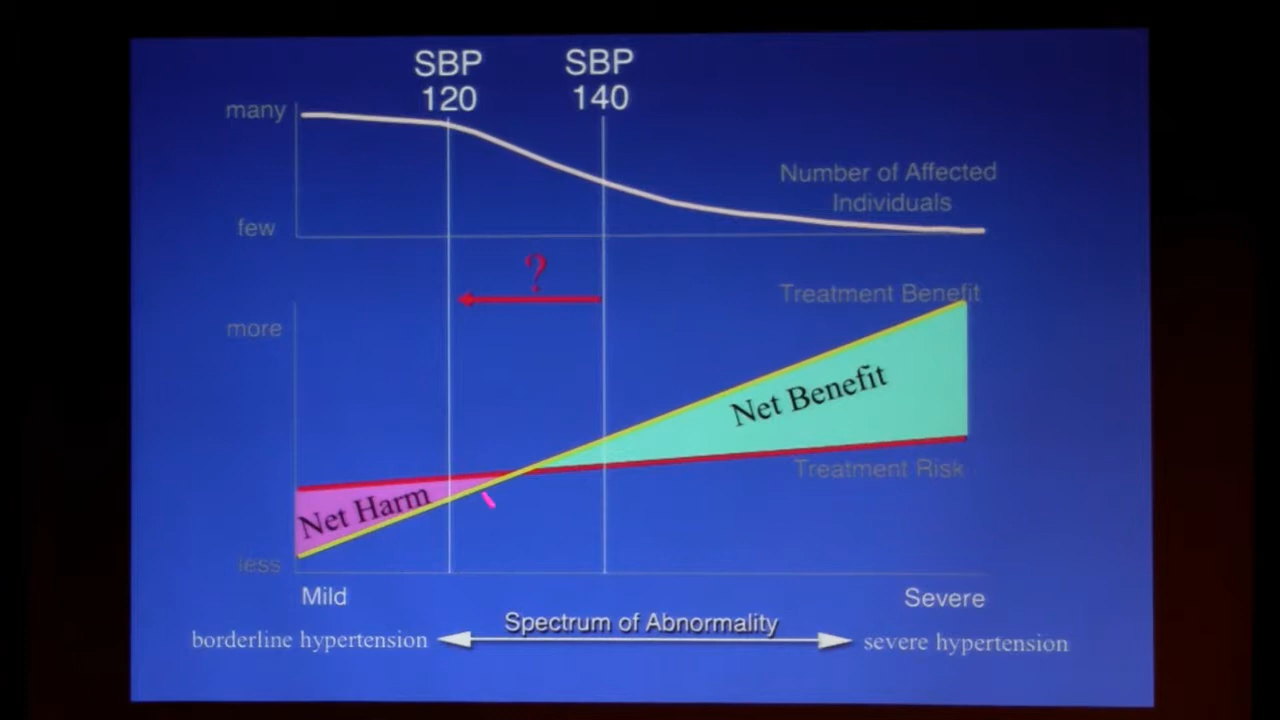 SBP
120
SBP
140
many
Number of Affected
Individuals
few
?
Treatment Benefit
more
Net Benefit
Treatment Risk
Net Harm
less
Mild
Severe
Spectrum of Abnormality
borderline hypertension
severe hypertension